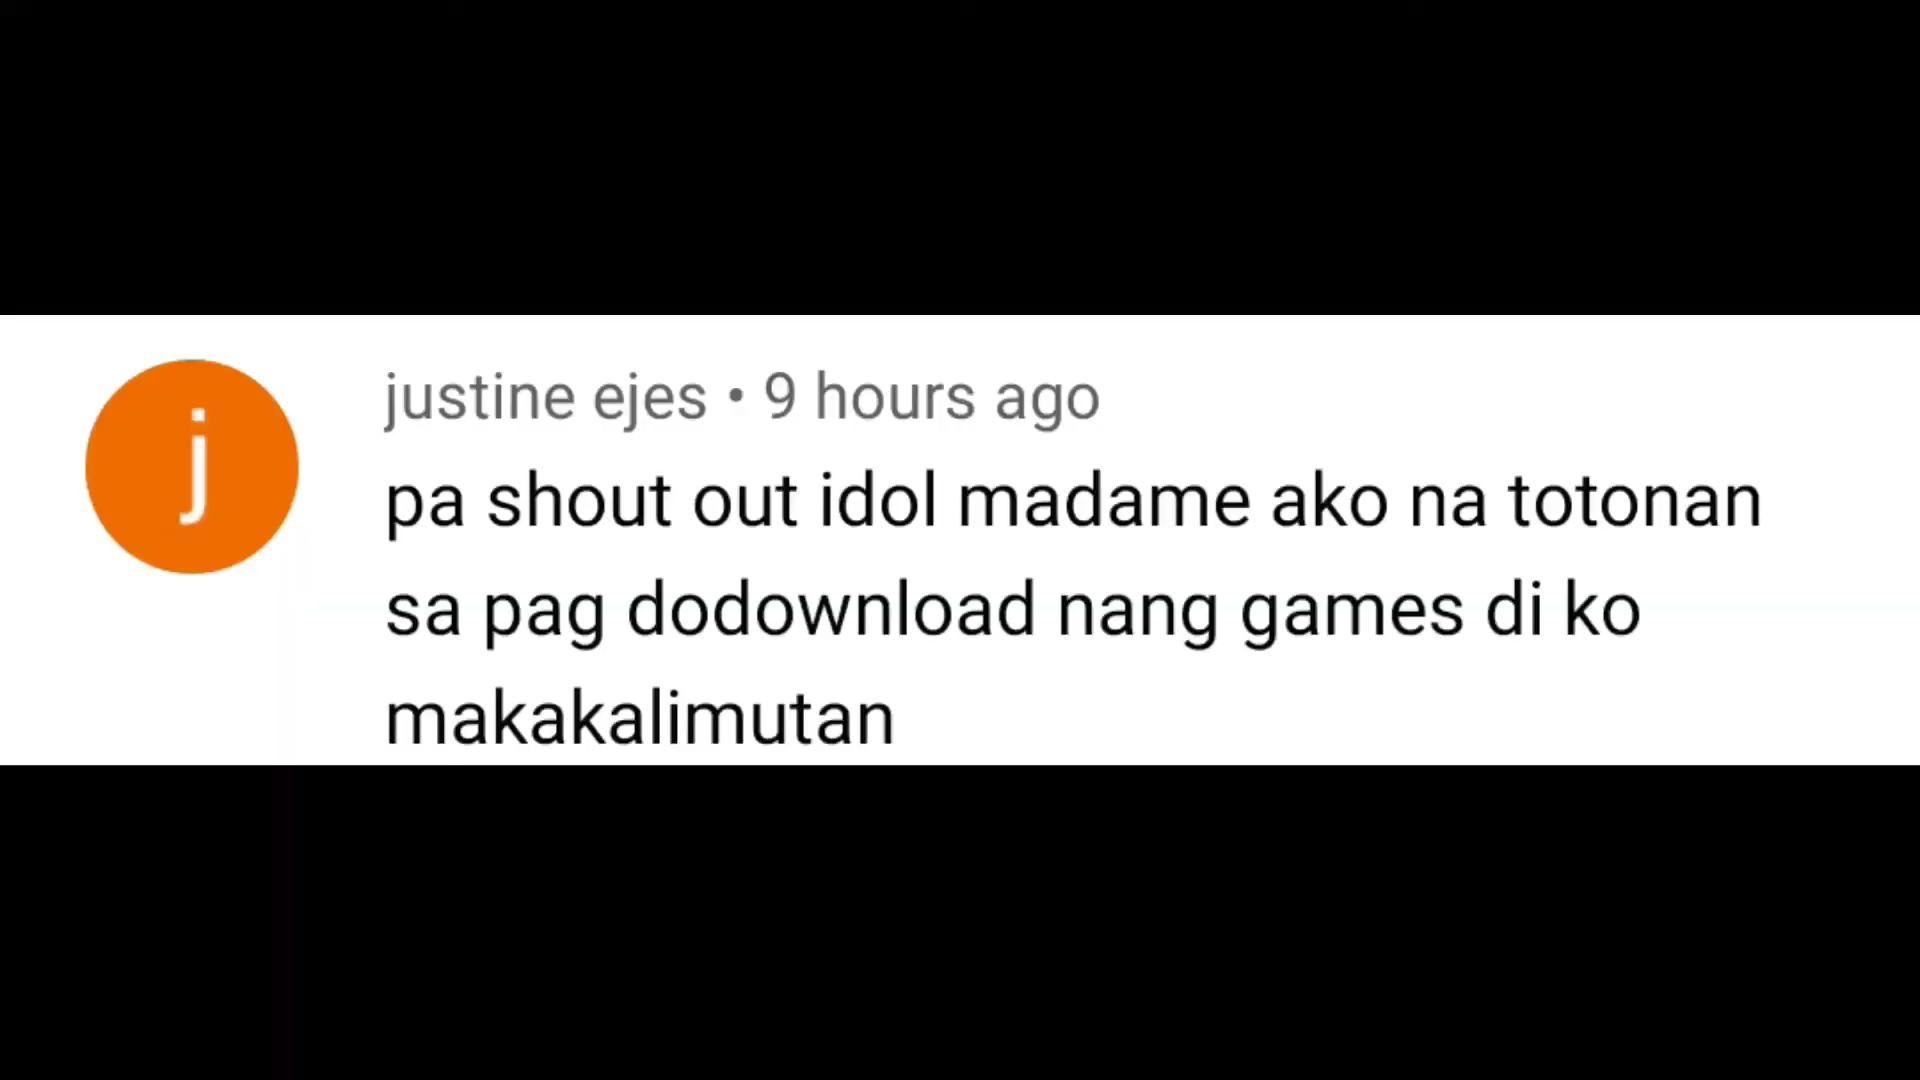 j
justine ejes • 9 hours ago
pa shout out idol madame ako na totonan
sa pag dodownload nang games di ko
makakalimutan